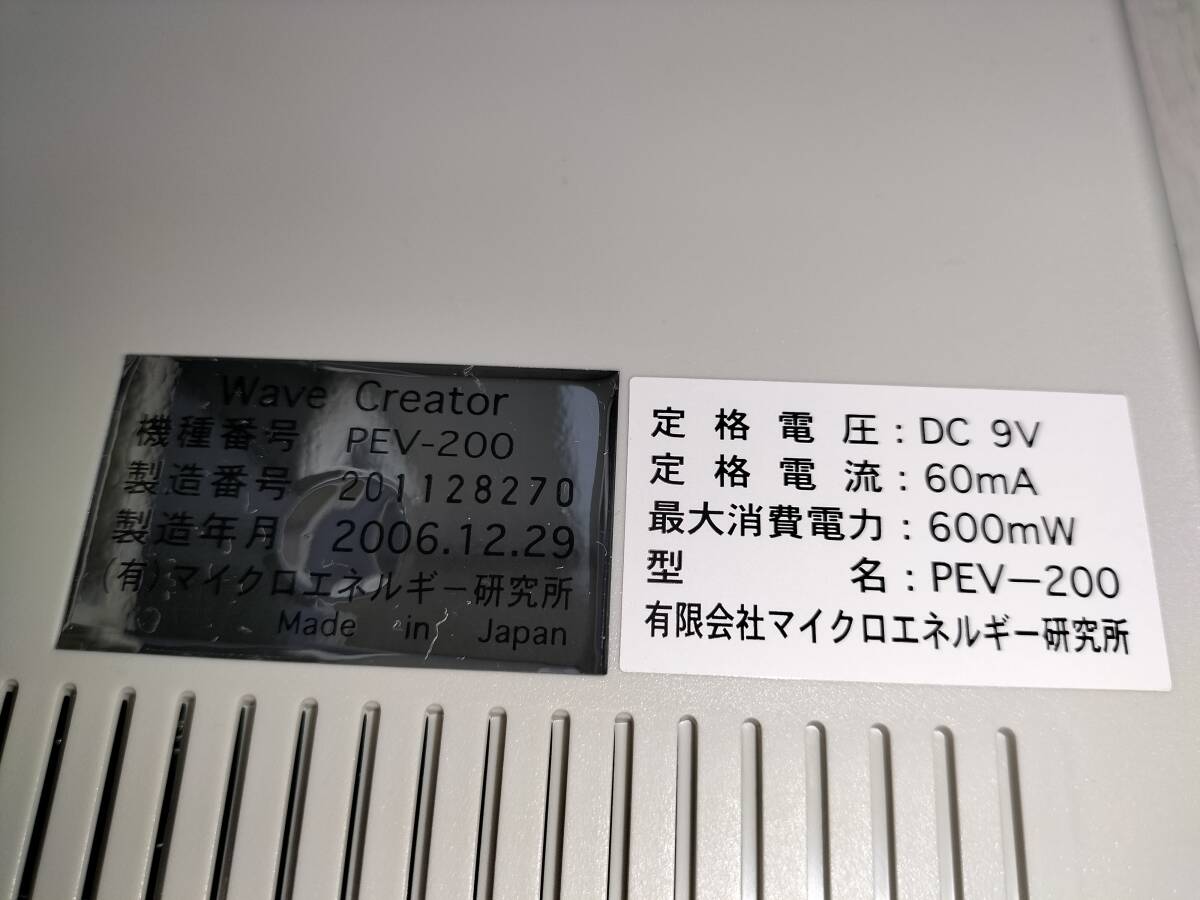 Wave Creator
機種番号 PEV-200
製造番号 201128270
製造年月 2006.12.29
(有)マイクロエネルギー研究所
Made in Japan
定格電圧:DC 9V
定格電流:60mA
最大消費電力:600mW
型名:PEV-200
有限会社マイクロエネルギー研究所